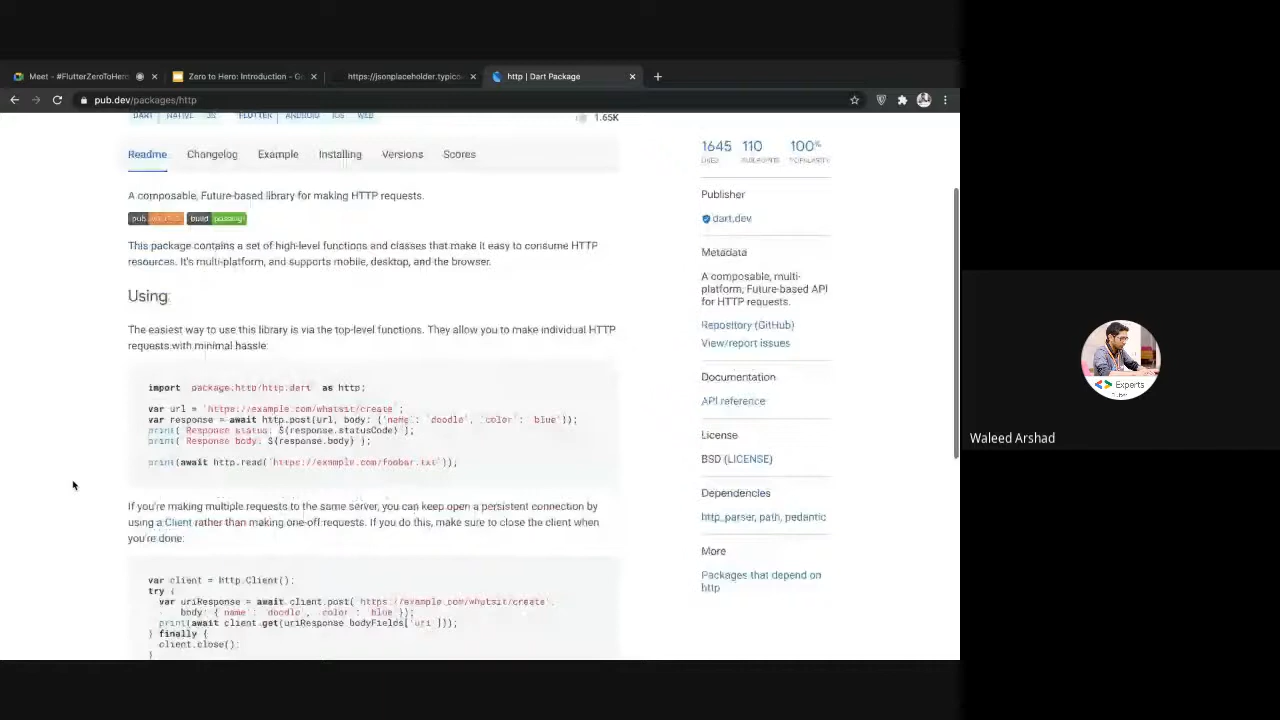 Meet - #FlutterZeroToHero
Zero to Hero: Introduction - G
https://jsonplaceholder.typico
http | Dart Package
pub.dev/packages/http
DART NATIVE JS FLUTTER ANDROID IOS WEB
1.65K
Readme Changelog Example Installing Versions Scores
1645 110 100%
LIKES PUB POINTS POPULARITY
A composable, Future-based library for making HTTP requests.
pub build passing
This package contains a set of high-level functions and classes that make it easy to consume HTTP
resources. It's multi-platform, and supports mobile, desktop, and the browser.
Using
The easiest way to use this library is via the top-level functions. They allow you to make individual HTTP
requests with minimal hassle:
import 'package:http/http.dart' as http;
var url = 'https://example.com/whatsit/create';
var response = await http.post(url, body: {'name': 'doodle', 'color': 'blue'});
print('Response status: ${response.statusCode}');
print('Response body: ${response.body}');
print(await http.read('https://example.com/foobar.txt'));
If you're making multiple requests to the same server, you can keep open a persistent connection by
using a Client rather than making one-off requests. If you do this, make sure to close the client when
you're done:
var client = http.Client();
try {
var uriResponse = await client.post('https://example.com/whatsit/create',
body: {'name': 'doodle', 'color': 'blue'});
print(await client.get(uriResponse.bodyFields['uri']));
} finally {
client.close();
}
Publisher
dart.dev
Metadata
A composable, multi-
platform, Future-based API
for HTTP requests.
Repository (GitHub)
View/report issues
Documentation
API reference
License
BSD (LICENSE)
Dependencies
http_parser, path, pedantic
More
Packages that depend on
http
Experts
Waleed Arshad